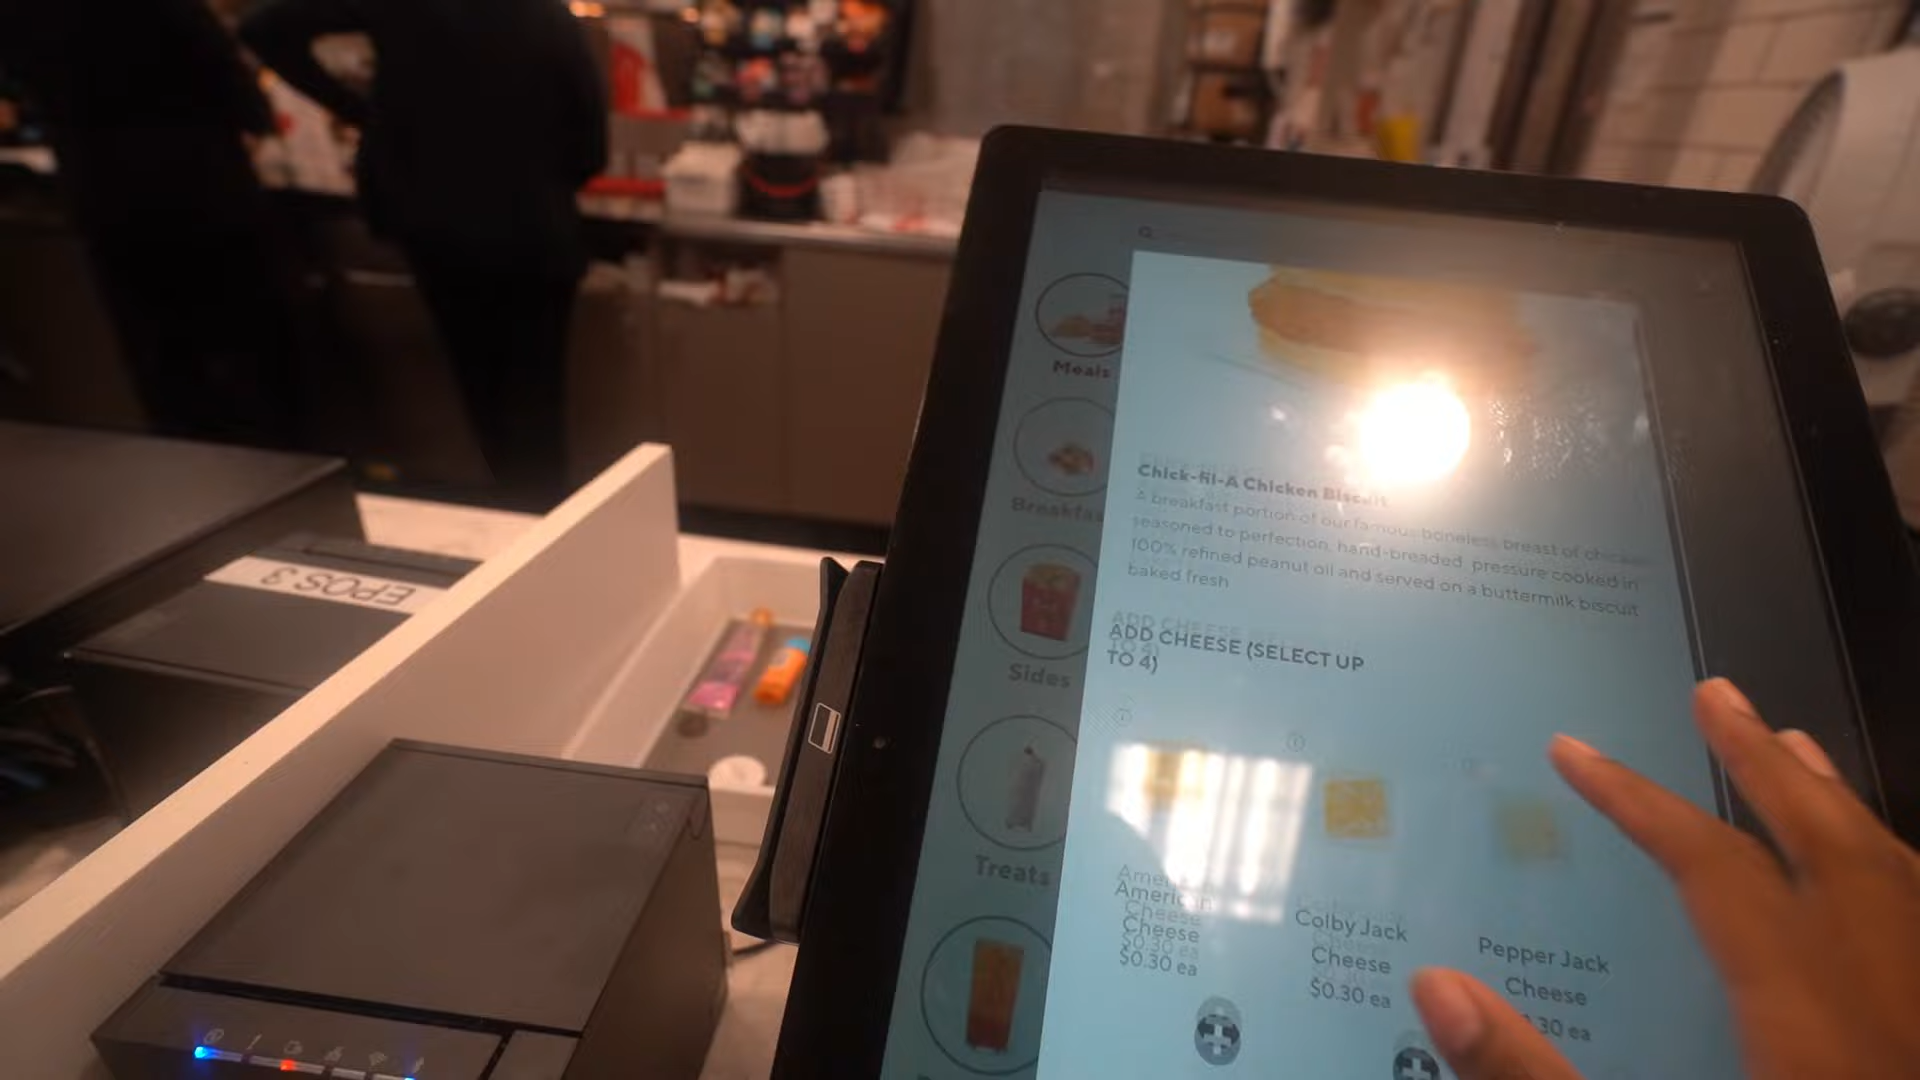 Meals
Breakfas
Sides
Treats
Chick-fil-A Chicken Biscuit
A breakfast portion of our famous boneless breast of chicken
seasoned to perfection, hand-breaded, pressure cooked in
100% refined peanut oil and served on a buttermilk biscuit
baked fresh
ADD CHEESE (SELECT UP
TO 4)
American
Cheese
$0.30 ea
Colby Jack
Cheese
$0.30 ea
Pepper Jack
Cheese
.30 ea
EPOS 3